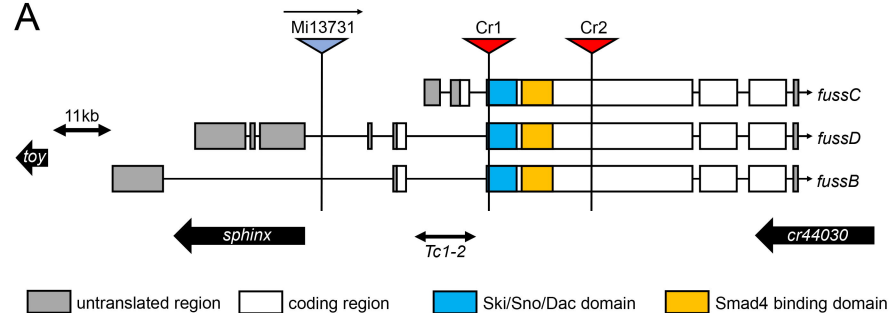 A
Mi13731 Cr1 Cr2
fussC
11kb
fussD
toy
fussB
sphinx Tc1-2 cr44030
untranslated region coding region Ski/Sno/Dac domain Smad4 binding domain